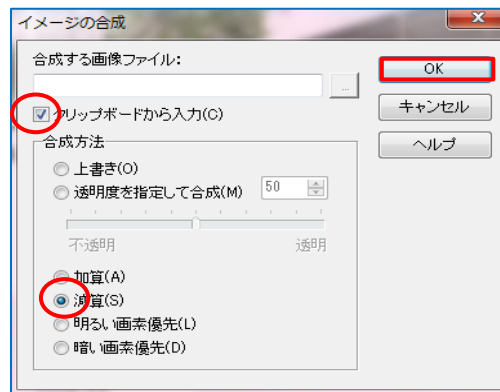 イメージの合成
合成する画像ファイル:
...
OK
クリップボードから入力(C)
キャンセル
合成方法
ヘルプ
上書き(O)
透明度を指定して合成(M) 50
不透明 透明
加算(A)
減算(S)
明るい画素優先(L)
暗い画素優先(D)